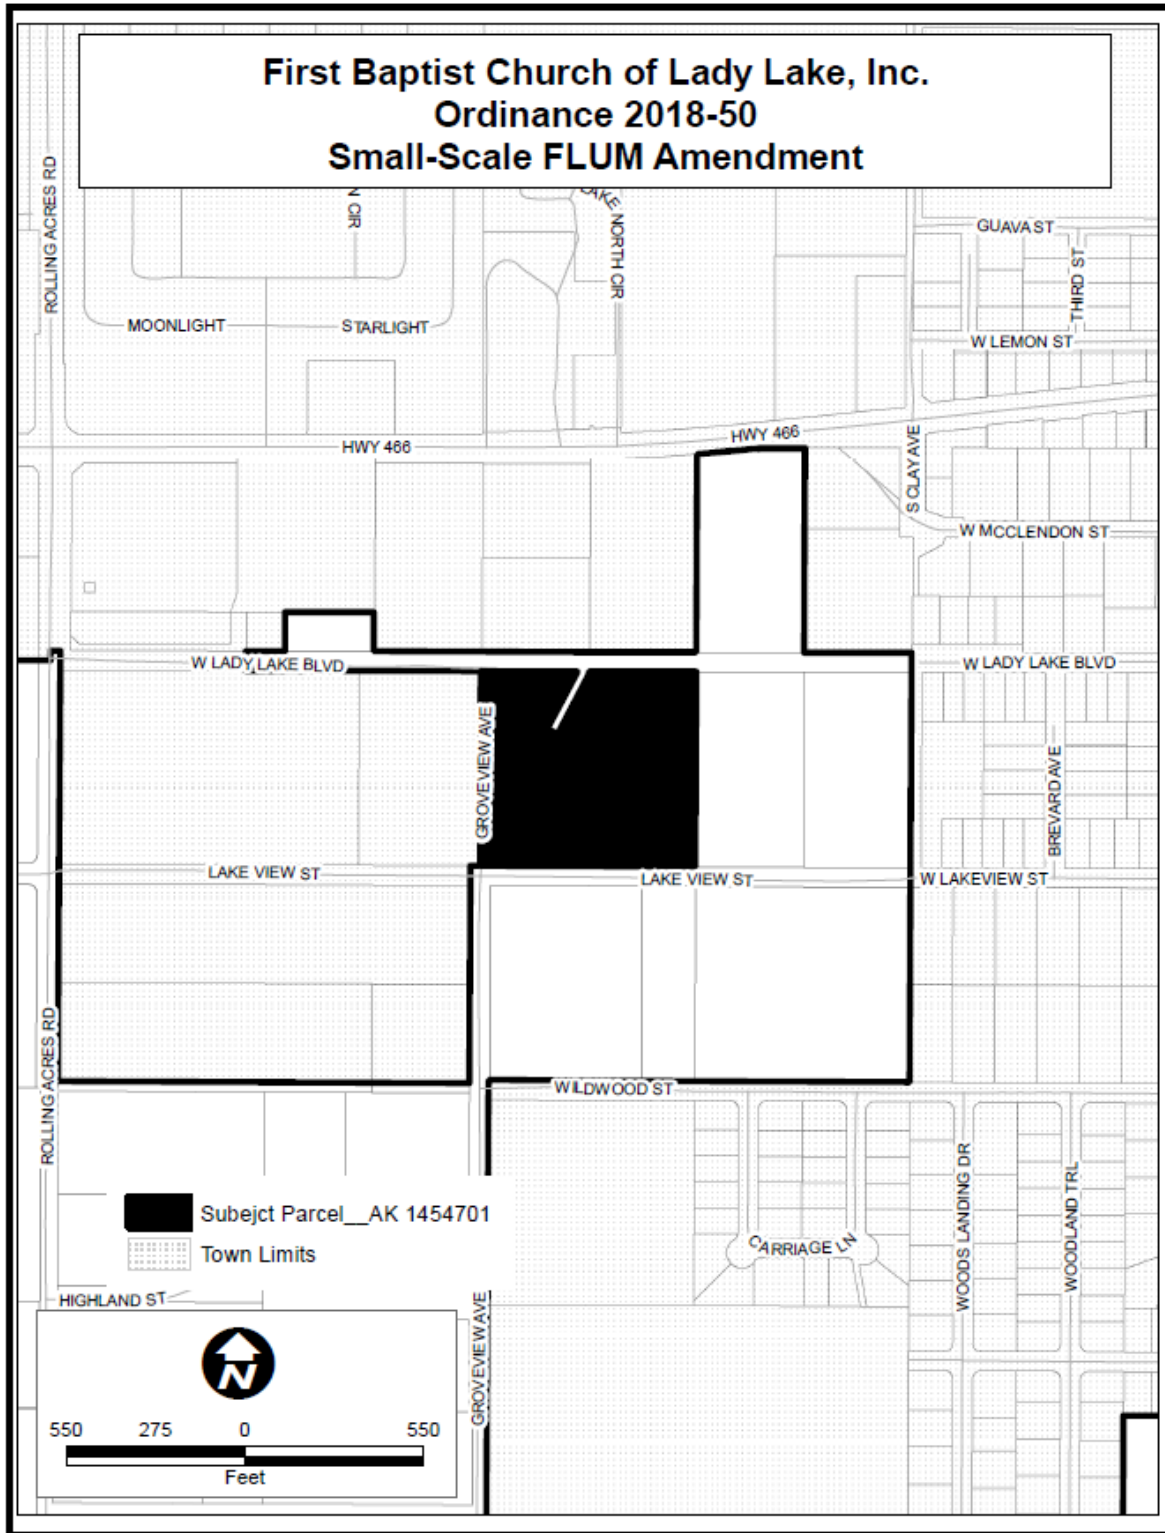 First Baptist Church of Lady Lake, Inc.
Ordinance 2018-50
Small-Scale FLUM Amendment
ROLLING ACRES RD
N CIR
LAKE NORTH CIR
GUAVA ST
THIRD ST
MOONLIGHT
STARLIGHT
W LEMON ST
HWY 466
HWY 466
S CLAY AVE
W MCCLENDON ST
W LADY LAKE BLVD
W LADY LAKE BLVD
GROVEVIEW AVE
BREVARD AVE
LAKE VIEW ST
LAKE VIEW ST
W LAKEVIEW ST
ROLLING ACRES RD
WILDWOOD ST
WOODS LANDING DR
WOODLAND TRL
CARRIAGE LN
Subejct Parcel__AK 1454701
Town Limits
HIGHLAND ST
GROVEVIEW AVE
N
550 275 0 550
Feet